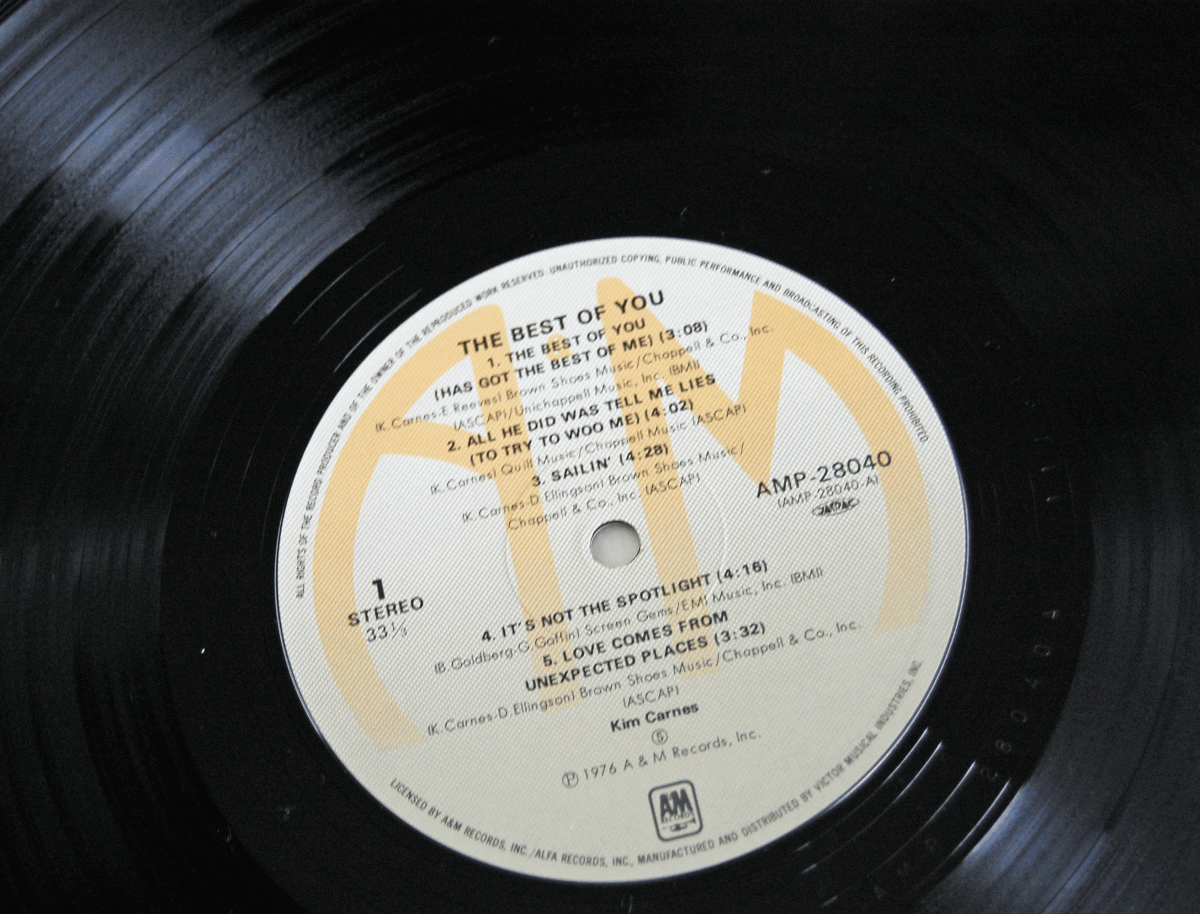 ALL RIGHTS OF THE RECORD PRODUCER AND OF THE OWNER OF THE REPRODUCED WORK RESERVED. UNAUTHORIZED COPYING, PUBLIC PERFORMANCE AND BROADCASTING OF THIS RECORDING PROHIBITED.
THE BEST OF YOU
1. THE BEST OF YOU
(HAS GOT THE BEST OF ME) (3:08)
(K.Carnes-E.Reeves) Brown Shoes Music/Chappell & Co., Inc.
(ASCAP)/Unichappell Music, Inc. (BMI)
2. ALL HE DID WAS TELL ME LIES
(TO TRY TO WOO ME) (4:02)
(K.Carnes) Quill Music/Chappell Music (ASCAP)
3. SAILIN' (4:28)
(K.Carnes-D.Ellingson) Brown Shoes Music/
Chappell & Co., Inc. (ASCAP)
AMP-28040
(AMP-28040-A)
JASRAC
1
STEREO
33⅓
4. IT'S NOT THE SPOTLIGHT (4:16)
(B.Goldberg-G.Goffin) Screen Gems/EMI Music, Inc. (BMI)
5. LOVE COMES FROM
UNEXPECTED PLACES (3:32)
(K.Carnes-D.Ellingson) Brown Shoes Music/Chappell & Co., Inc.
(ASCAP)
Kim Carnes
Ⓢ
℗ 1976 A & M Records, Inc.
AM
RECORDS
LICENSED BY A&M RECORDS, INC./ALFA RECORDS, INC., MANUFACTURED AND DISTRIBUTED BY VICTOR MUSICAL INDUSTRIES, INC.
AMP 28040 A